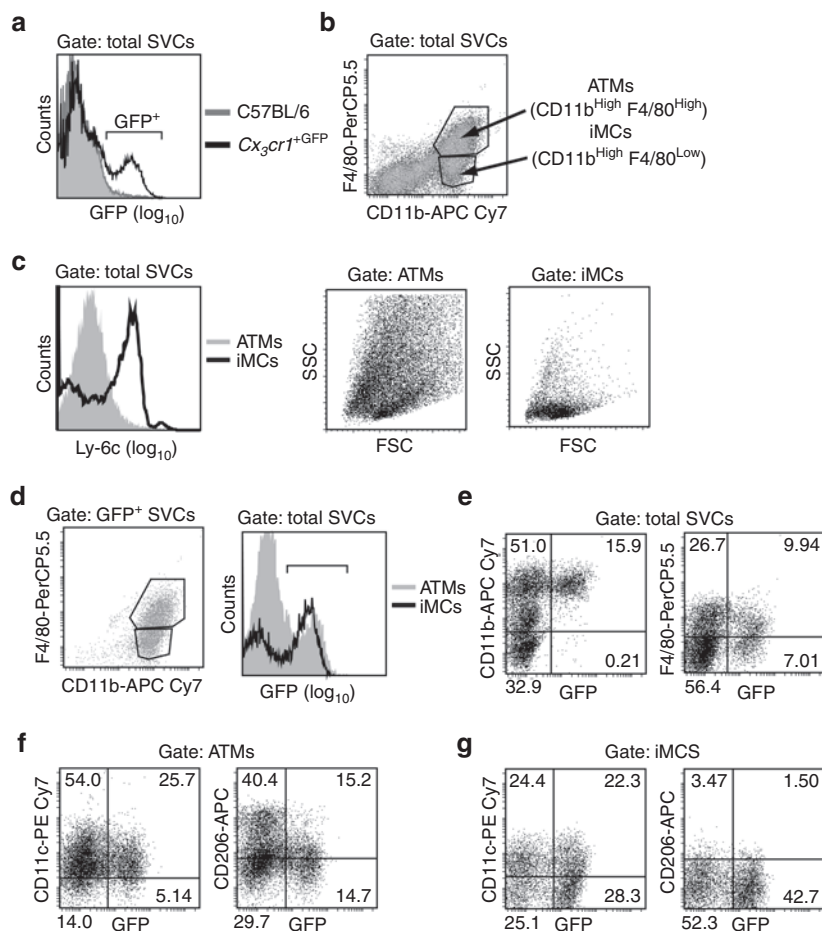 a
Gate: total SVCs
Counts
GFP⁺
GFP (log₁₀)
C57BL/6
Cx₃cr1⁺ᴳᶠᴾ
b
Gate: total SVCs
F4/80-PerCP5.5
CD11b-APC Cy7
ATMs
(CD11bᴴⁱᵍʰ F4/80ᴴⁱᵍʰ)
iMCs
(CD11bᴴⁱᵍʰ F4/80ᴸᵒʷ)
c
Gate: total SVCs
Counts
Ly-6c (log₁₀)
ATMs
iMCs
Gate: ATMs
SSC
FSC
Gate: iMCs
SSC
FSC
d
Gate: GFP⁺ SVCs
F4/80-PerCP5.5
CD11b-APC Cy7
Gate: total SVCs
Counts
GFP (log₁₀)
ATMs
iMCs
e
Gate: total SVCs
CD11b-APC Cy7
51.0 15.9
0.21
32.9 GFP
F4/80-PerCP5.5
26.7 9.94
7.01
56.4 GFP
f
Gate: ATMs
CD11c-PE Cy7
54.0 25.7
5.14
14.0 GFP
CD206-APC
40.4 15.2
14.7
29.7 GFP
g
Gate: iMCS
CD11c-PE Cy7
24.4 22.3
28.3
25.1 GFP
CD206-APC
3.47 1.50
42.7
52.3 GFP